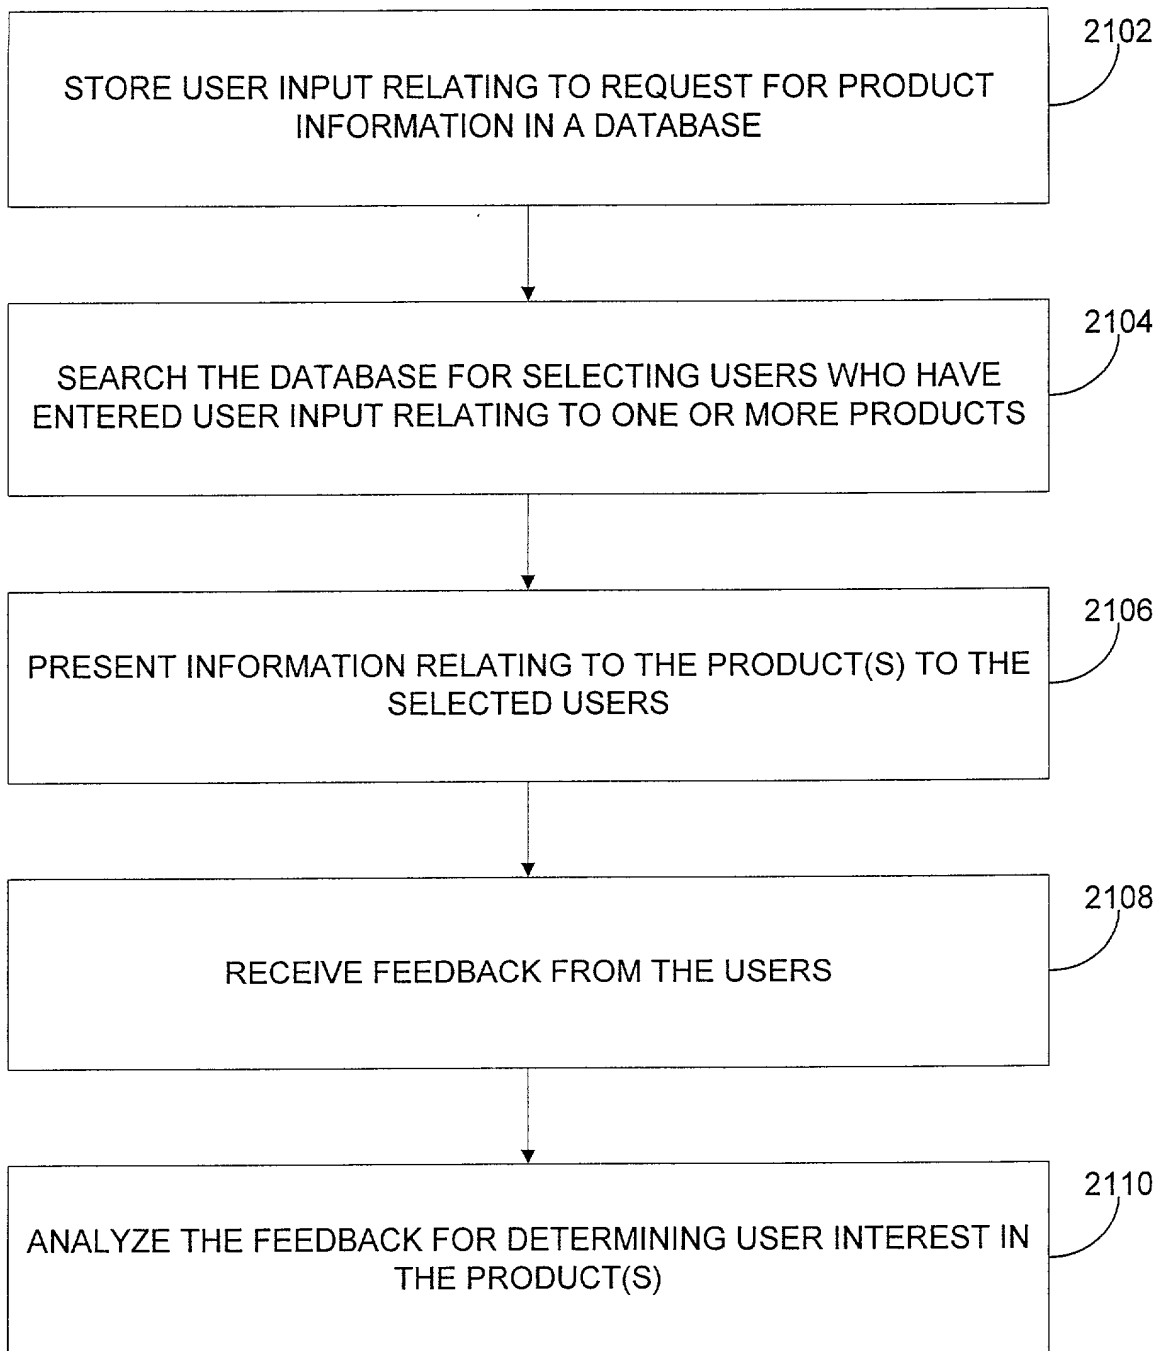 2102
STORE USER INPUT RELATING TO REQUEST FOR PRODUCT
INFORMATION IN A DATABASE
2104
SEARCH THE DATABASE FOR SELECTING USERS WHO HAVE
ENTERED USER INPUT RELATING TO ONE OR MORE PRODUCTS
2106
PRESENT INFORMATION RELATING TO THE PRODUCT(S) TO THE
SELECTED USERS
2108
RECEIVE FEEDBACK FROM THE USERS
2110
ANALYZE THE FEEDBACK FOR DETERMINING USER INTEREST IN
THE PRODUCT(S)